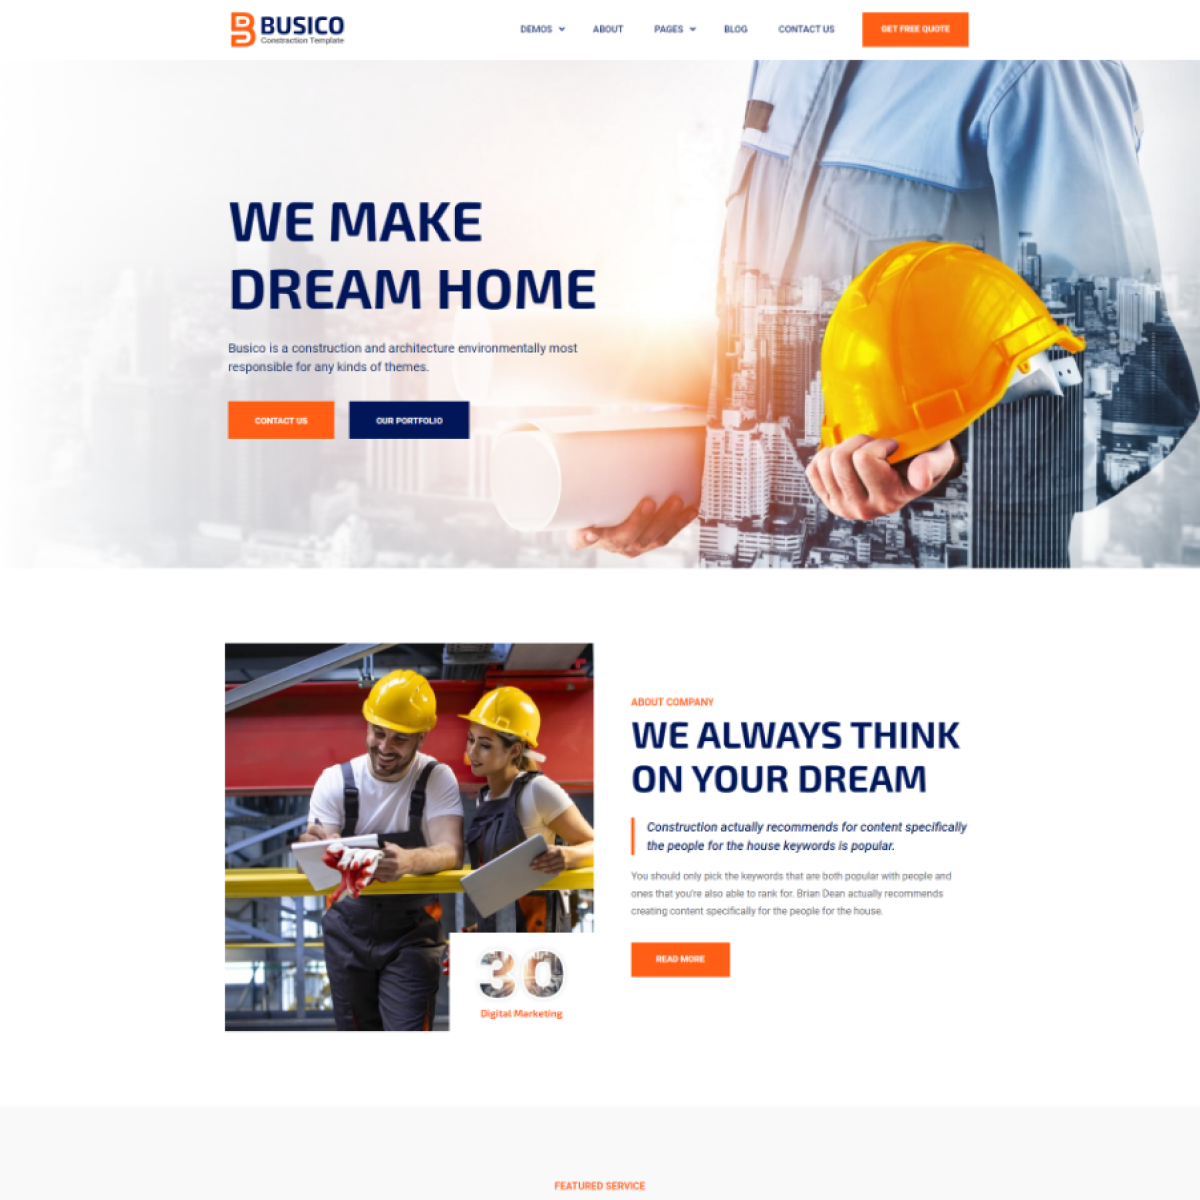 BUSICO
Constraction Template
DEMOS
ABOUT
PAGES
BLOG
CONTACT US
GET FREE QUOTE
WE MAKE
DREAM HOME
Busico is a construction and architecture environmentally most
responsible for any kinds of themes.
CONTACT US
OUR PORTFOLIO
ABOUT COMPANY
WE ALWAYS THINK
ON YOUR DREAM
Construction actually recommends for content specifically
the people for the house keywords is popular.
You should only pick the keywords that are both popular with people and
ones that you're also able to rank for. Brian Dean actually recommends
creating content specifically for the people for the house.
READ MORE
30
Digital Marketing
FEATURED SERVICE